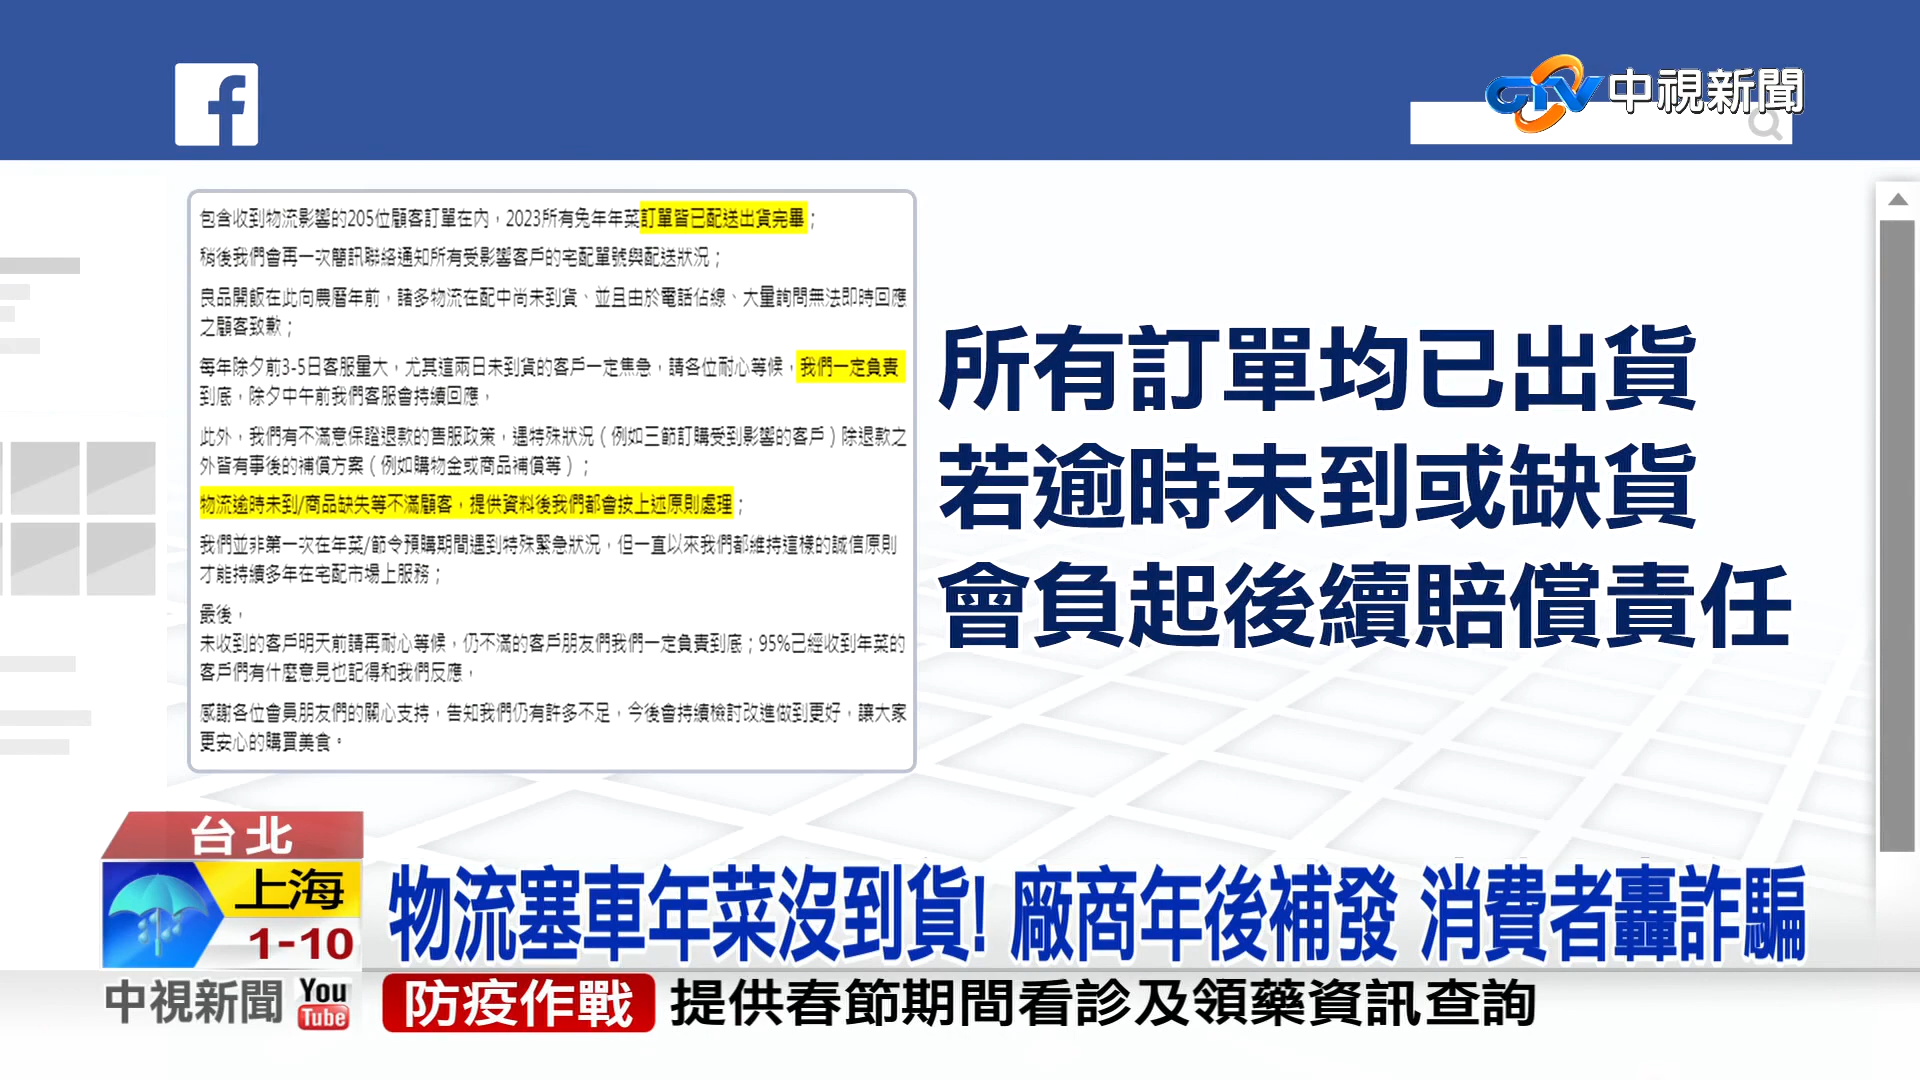 f
CTV中視新聞
包含收到物流影響的205位顧客訂單在內，2023所有兔年年菜訂單皆已配送出貨完畢；
稍後我們會再一次簡訊聯絡通知所有受影響客戶的宅配單號與配送狀況；
良品開飯在此向農曆年前，諸多物流在配中尚未到貨、並且由於電話佔線、大量詢問無法即時回應
之顧客致歉；
每年除夕前3-5日客服量大，尤其這兩日未到貨的客戶一定焦急，請各位耐心等候，我們一定負責
到底，除夕中午前我們客服會持續回應，
此外，我們有不滿意保證退款的售服政策，遇特殊狀況（例如三節訂購受到影響的客戶）除退款之
外皆有事後的補償方案（例如購物金或商品補償等）；
物流逾時未到/商品缺失等不滿顧客，提供資料後我們都會按上述原則處理；
我們並非第一次在年菜/節令預購期間遇到特殊緊急狀況，但一直以來我們都維持這樣的誠信原則
才能持續多年在宅配市場上服務；
最後，
未收到的客戶明天前請再耐心等候，仍不滿的客戶朋友們我們一定負責到底；95%已經收到年菜的
客戶們有什麼意見也記得和我們反應，
感謝各位會員朋友們的關心支持，告知我們仍有許多不足，今後會持續檢討改進做到更好，讓大家
更安心的購買美食。
所有訂單均已出貨
若逾時未到或缺貨
會負起後續賠償責任
台北
上海
1-10
物流塞車年菜沒到貨! 廠商年後補發 消費者轟詐騙
中視新聞 YouTube
防疫作戰 提供春節期間看診及領藥資訊查詢